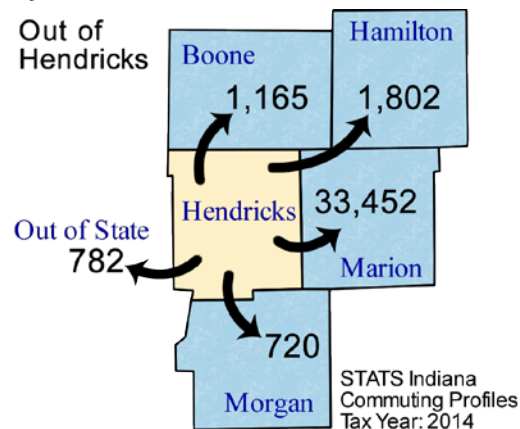 Out of
Hendricks
Boone
1,165
Hamilton
1,802
Hendricks
33,452
Marion
Out of State
782
720
Morgan
STATS Indiana
Commuting Profiles
Tax Year: 2014